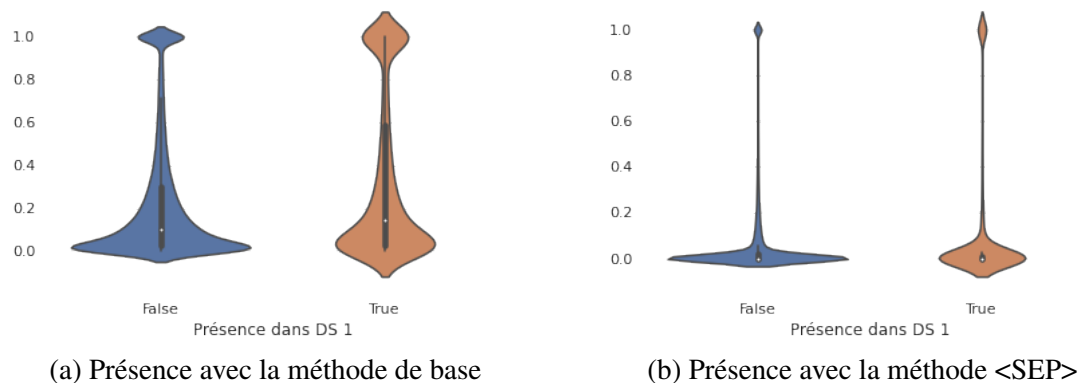 1.0
0.8
0.6
0.4
0.2
0.0
False
True
Présence dans DS 1
(a) Présence avec la méthode de base
1.0
0.8
0.6
0.4
0.2
0.0
False
True
Présence dans DS 1
(b) Présence avec la méthode <SEP>